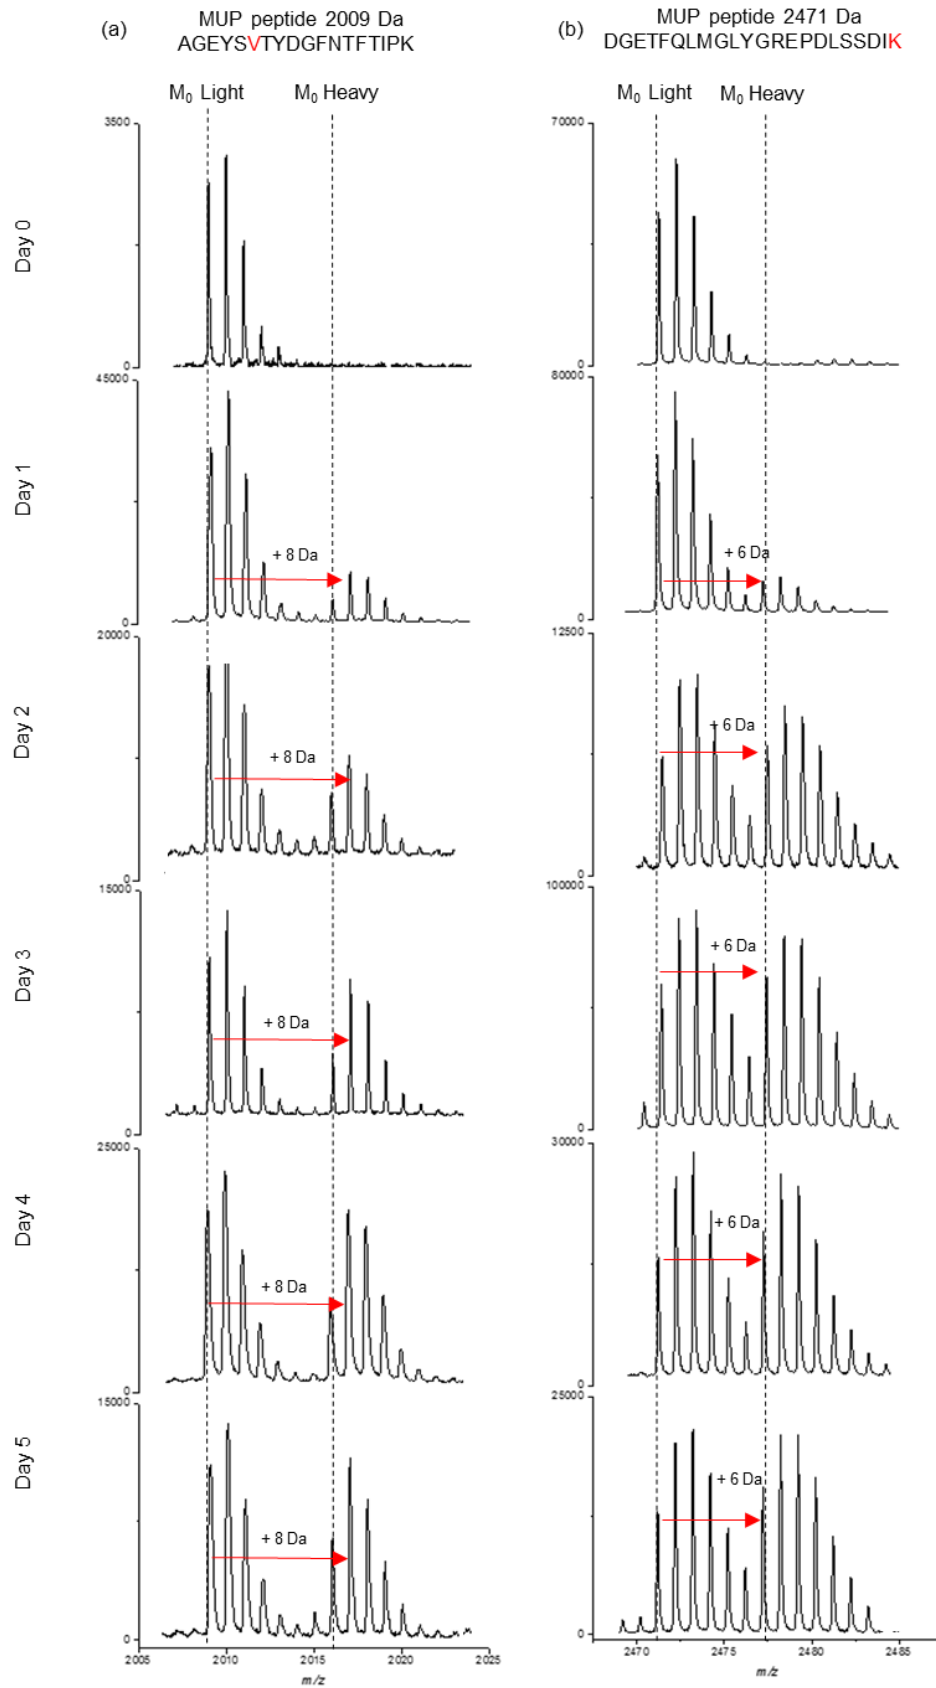 (a)
MUP peptide 2009 Da
AGEYSVTYDGFNTFTIPK
(b)
MUP peptide 2471 Da
DGETFQLMGLYGREPDLSSDIK
M₀ Light
M₀ Heavy
M₀ Light
M₀ Heavy
Day 0
3500
0
70000
0
Day 1
45000
+ 8 Da
0
80000
+ 6 Da
0
Day 2
20000
+ 8 Da
0
12500
+ 6 Da
0
Day 3
15000
+ 8 Da
0
100000
+ 6 Da
0
Day 4
25000
+ 8 Da
0
30000
+ 6 Da
0
Day 5
15000
+ 8 Da
0
25000
+ 6 Da
0
2005 2010 2015 2020 2025
m/z
2470 2475 2480 2485
m/z